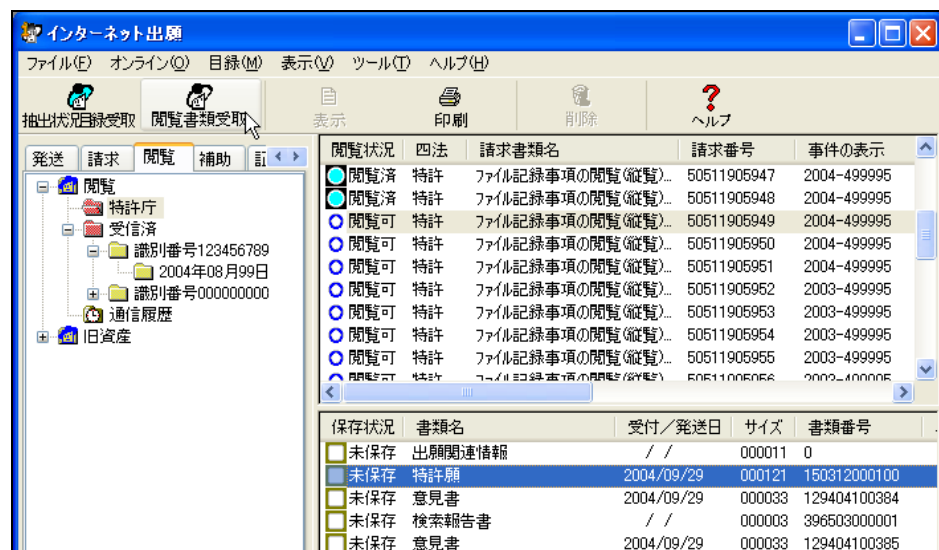 インターネット出願
ファイル(F) オンライン(O) 目録(M) 表示(V) ツール(T) ヘルプ(H)
抽出状況目録受取 閲覧書類受取 表示 印刷 削除 ヘルプ
発送 請求 閲覧 補助
閲覧
特許庁
受信済
識別番号123456789
2004年08月99日
識別番号000000000
通信履歴
旧資産
閲覧状況 四法 請求書類名 請求番号 事件の表示
閲覧済 特許 ファイル記録事項の閲覧(縦覧)... 50511905947 2004-499995
閲覧済 特許 ファイル記録事項の閲覧(縦覧)... 50511905948 2004-499995
閲覧可 特許 ファイル記録事項の閲覧(縦覧)... 50511905949 2004-499995
閲覧可 特許 ファイル記録事項の閲覧(縦覧)... 50511905950 2004-499995
閲覧可 特許 ファイル記録事項の閲覧(縦覧)... 50511905951 2004-499995
閲覧可 特許 ファイル記録事項の閲覧(縦覧)... 50511905952 2003-499995
閲覧可 特許 ファイル記録事項の閲覧(縦覧)... 50511905953 2003-499995
閲覧可 特許 ファイル記録事項の閲覧(縦覧)... 50511905954 2003-499995
閲覧可 特許 ファイル記録事項の閲覧(縦覧)... 50511905955 2003-499995
保存状況 書類名 受付/発送日 サイズ 書類番号
未保存 出願関連情報 / / 000011 0
未保存 特許願 2004/09/29 000121 150312000100
未保存 意見書 2004/09/29 000033 129404100384
未保存 検索報告書 / / 000003 396503000001
未保存 意見書 2004/09/29 000033 129404100385